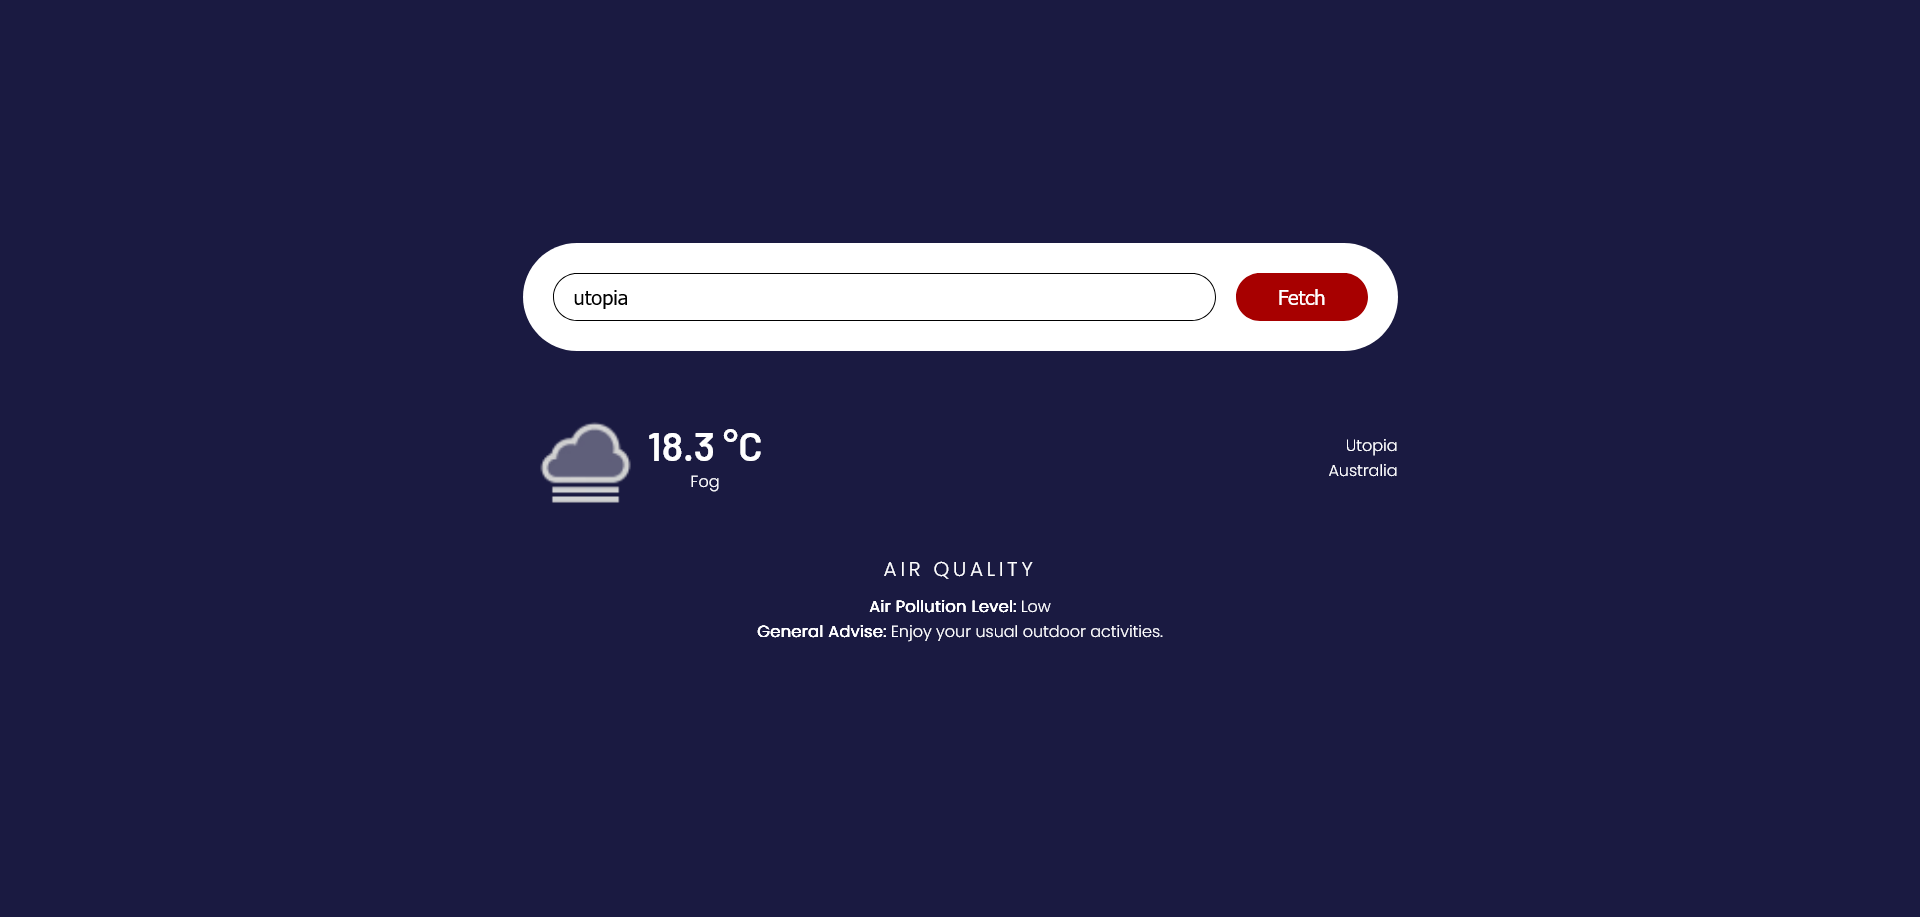 utopia
Fetch
18.3 °C
Fog
Utopia
Australia
AIR QUALITY
Air Pollution Level: Low
General Advise: Enjoy your usual outdoor activities.